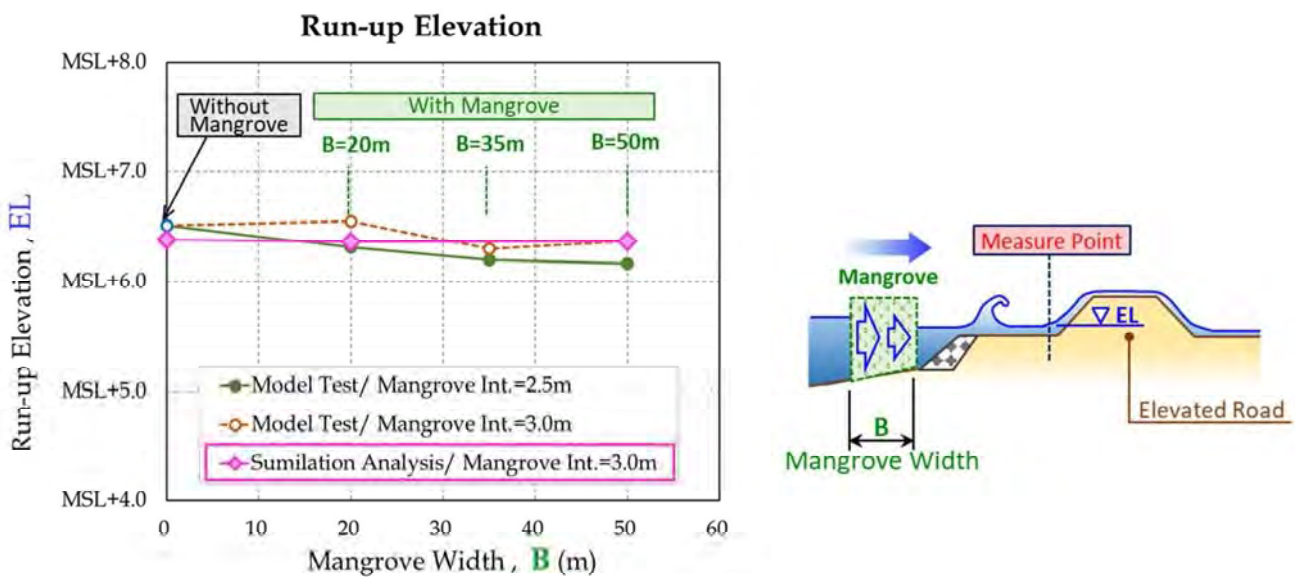 Run-up Elevation
MSL+8.0
MSL+7.0
MSL+6.0
MSL+5.0
MSL+4.0
Run-up Elevation , EL
Without
Mangrove
With Mangrove
B=20m
B=35m
B=50m
Model Test/ Mangrove Int.=2.5m
Model Test/ Mangrove Int.=3.0m
Sumilation Analysis/ Mangrove Int.=3.0m
0 10 20 30 40 50 60
Mangrove Width , B (m)
Measure Point
Mangrove
EL
Elevated Road
B
Mangrove Width